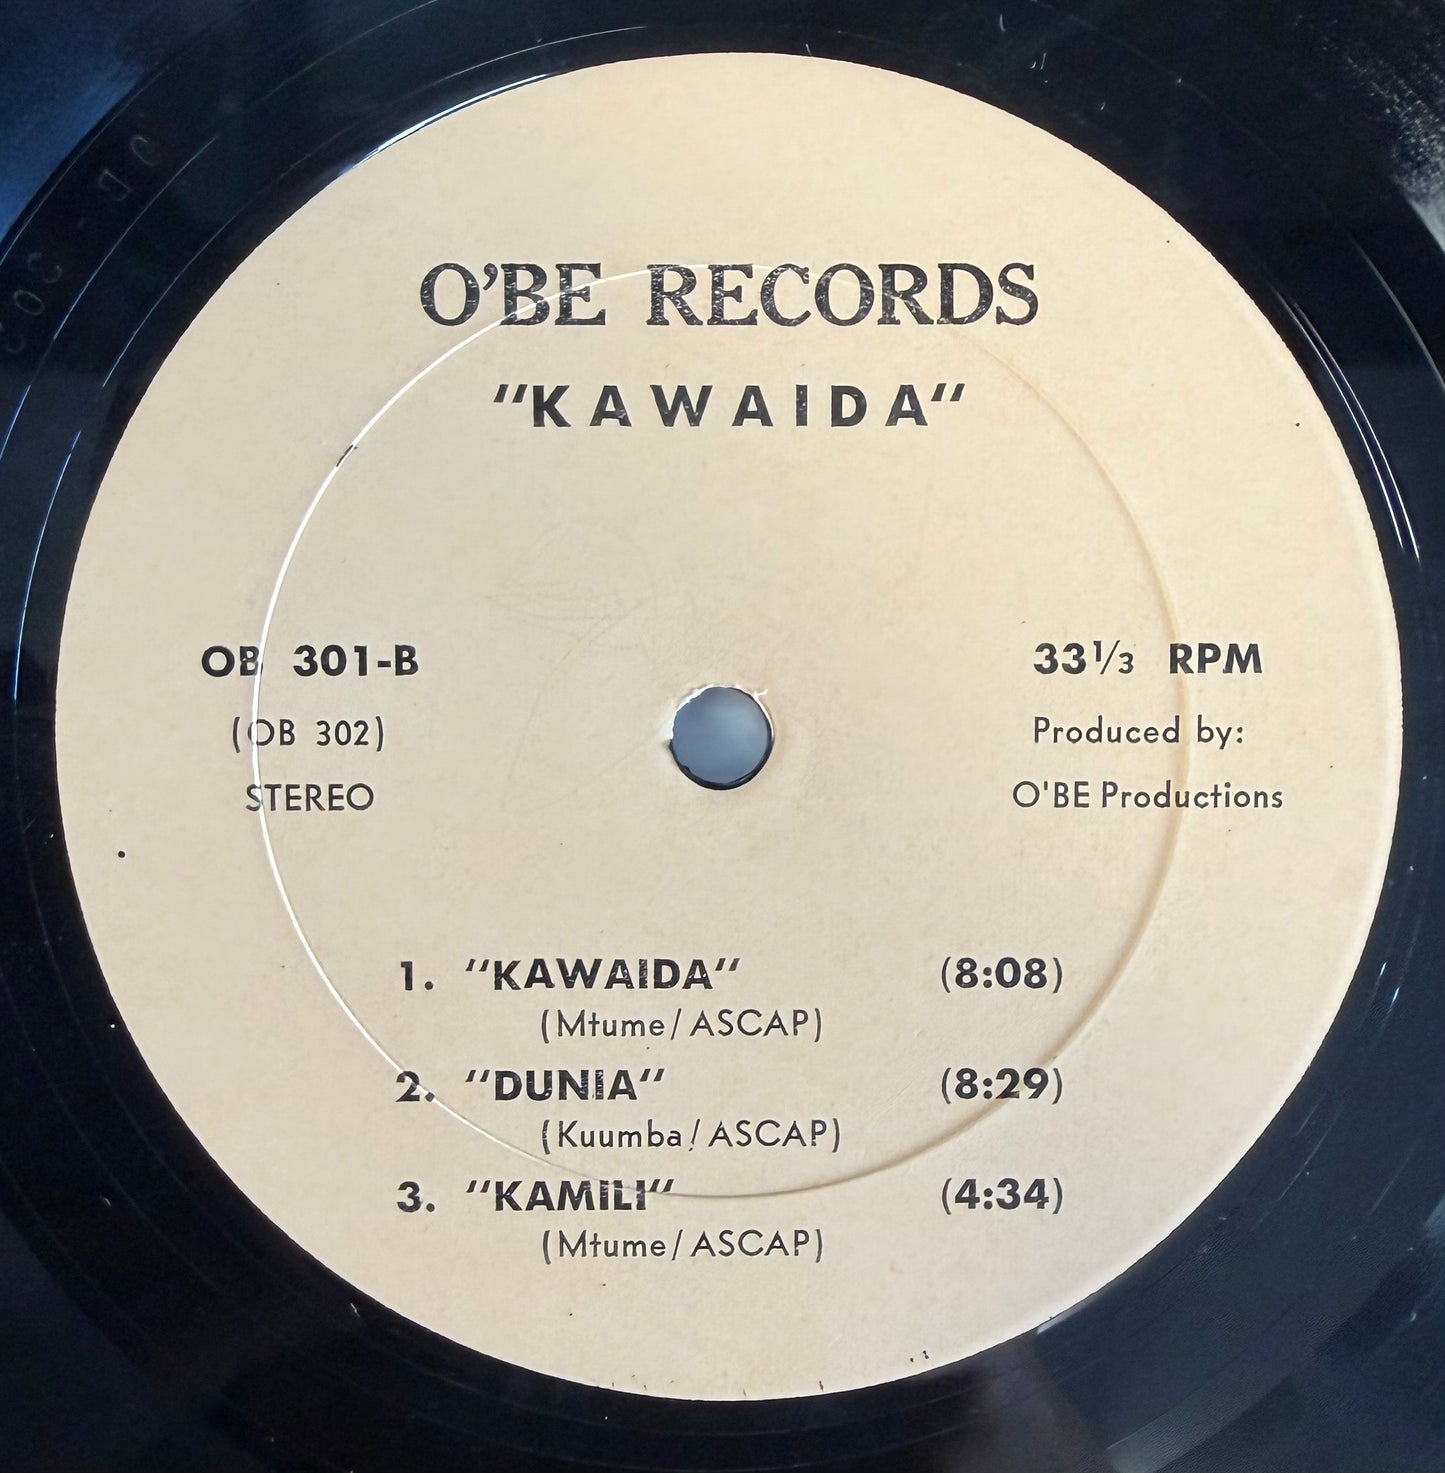 O'BE RECORDS
"KAWAIDA"
OB 301-B
(OB 302)
STEREO
33⅓ RPM
Produced by:
O'BE Productions
1. "KAWAIDA" (8:08)
(Mtume/ASCAP)
2. "DUNIA" (8:29)
(Kuumba/ASCAP)
3. "KAMILI" (4:34)
(Mtume/ASCAP)